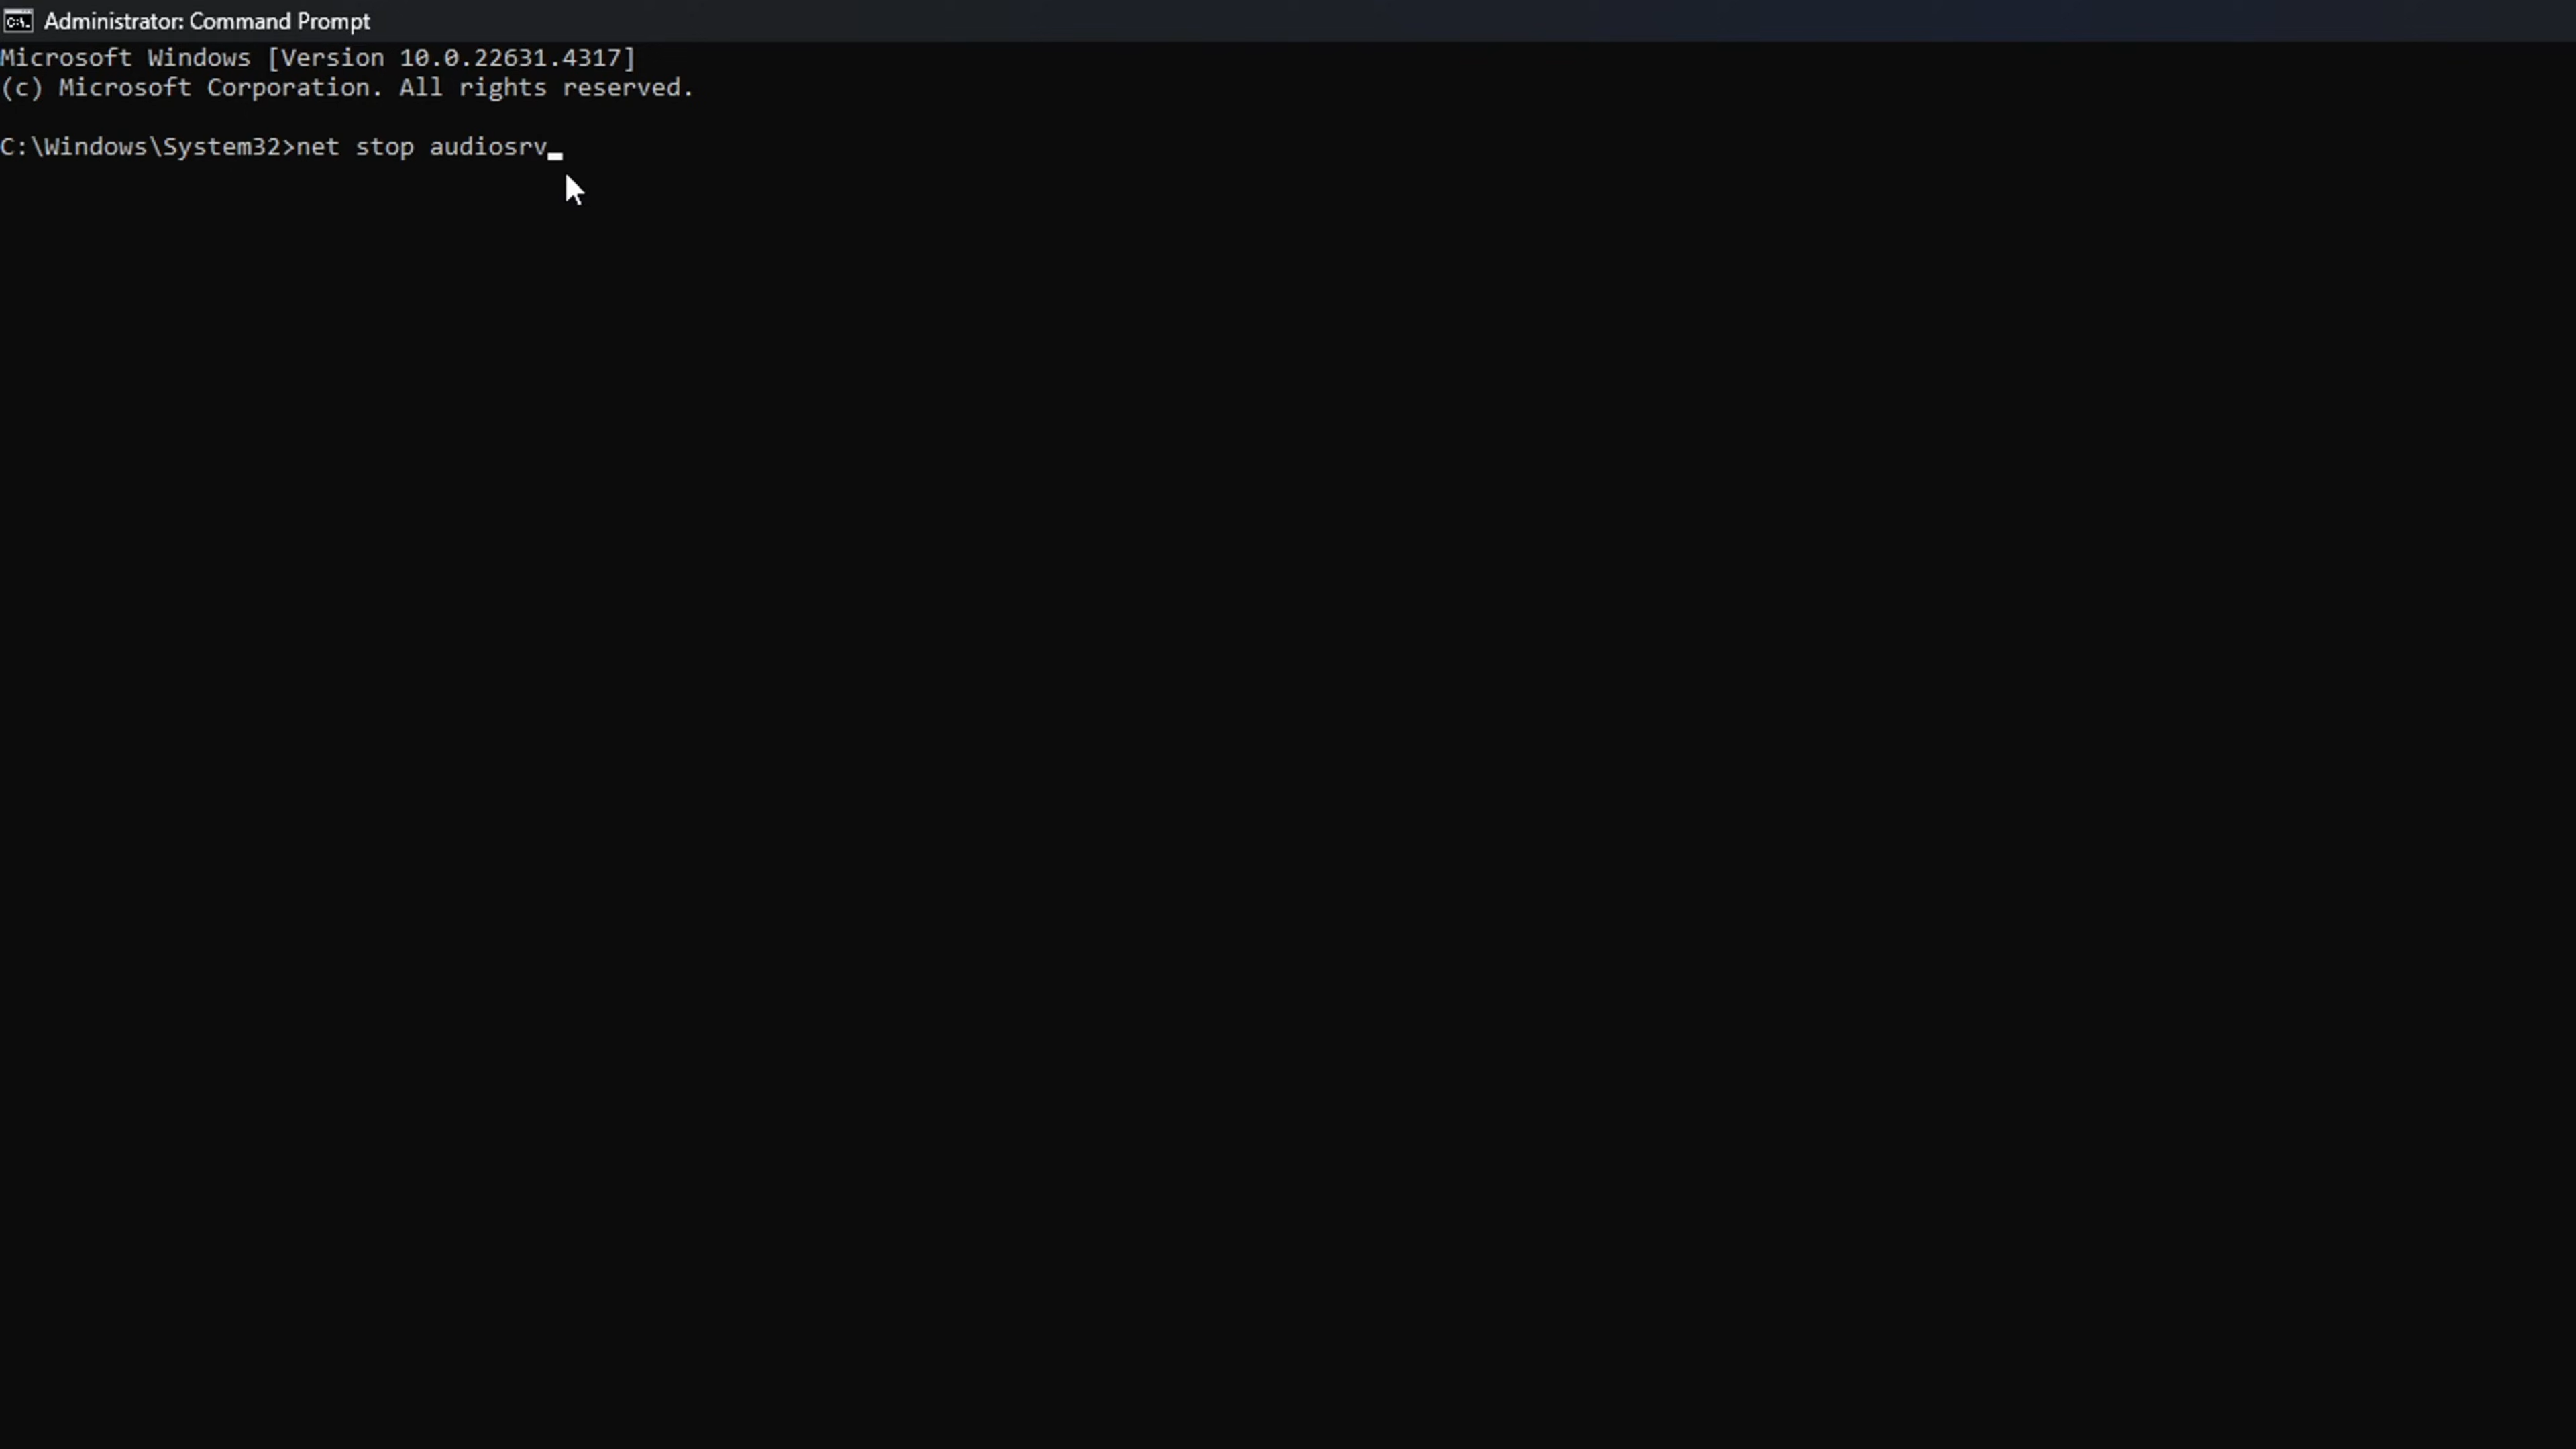 Administrator: Command Prompt
Microsoft Windows [Version 10.0.22631.4317]
(c) Microsoft Corporation. All rights reserved.
C:\Windows\System32>net stop audiosrv